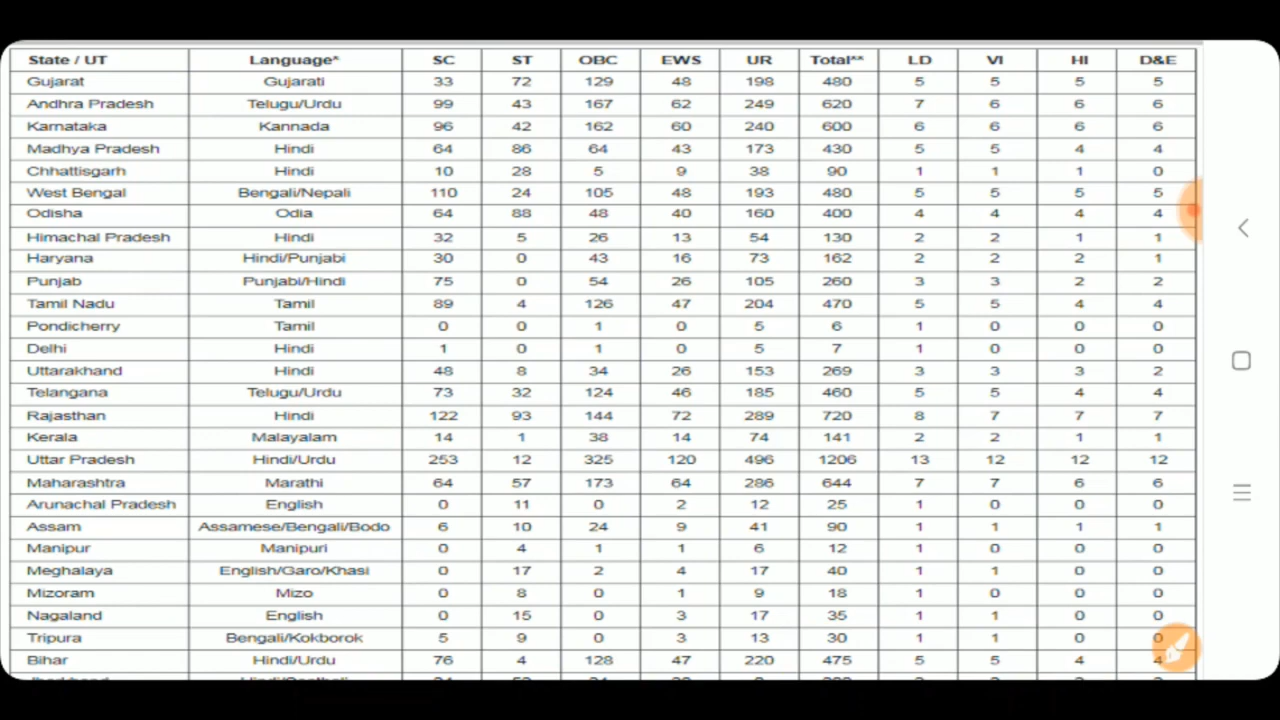 State / UT Language* SC ST OBC EWS UR Total** LD VI HI D&E
Gujarat Gujarati 33 72 129 48 198 480 5 5 5 5
Andhra Pradesh Telugu/Urdu 99 43 167 62 249 620 7 6 6 6
Karnataka Kannada 96 42 162 60 240 600 6 6 6 6
Madhya Pradesh Hindi 64 86 64 43 173 430 5 5 4 4
Chhattisgarh Hindi 10 28 5 9 38 90 1 1 1 0
West Bengal Bengali/Nepali 110 24 105 48 193 480 5 5 5 5
Odisha Odia 64 88 48 40 160 400 4 4 4 4
Himachal Pradesh Hindi 32 5 26 13 54 130 2 2 1 1
Haryana Hindi/Punjabi 30 0 43 16 73 162 2 2 2 1
Punjab Punjabi/Hindi 75 0 54 26 105 260 3 3 2 2
Tamil Nadu Tamil 89 4 126 47 204 470 5 5 4 4
Pondicherry Tamil 0 0 1 0 5 6 1 0 0 0
Delhi Hindi 1 0 1 0 5 7 1 0 0 0
Uttarakhand Hindi 48 8 34 26 153 269 3 3 3 2
Telangana Telugu/Urdu 73 32 124 46 185 460 5 5 4 4
Rajasthan Hindi 122 93 144 72 289 720 8 7 7 7
Kerala Malayalam 14 1 38 14 74 141 2 2 1 1
Uttar Pradesh Hindi/Urdu 253 12 325 120 496 1206 13 12 12 12
Maharashtra Marathi 64 57 173 64 286 644 7 7 6 6
Arunachal Pradesh English 0 11 0 2 12 25 1 0 0 0
Assam Assamese/Bengali/Bodo 6 10 24 9 41 90 1 1 1 1
Manipur Manipuri 0 4 1 1 6 12 1 0 0 0
Meghalaya English/Garo/Khasi 0 17 2 4 17 40 1 1 0 0
Mizoram Mizo 0 8 0 1 9 18 1 0 0 0
Nagaland English 0 15 0 3 17 35 1 1 0 0
Tripura Bengali/Kokborok 5 9 0 3 13 30 1 1 0 0
Bihar Hindi/Urdu 76 4 128 47 220 475 5 5 4 4